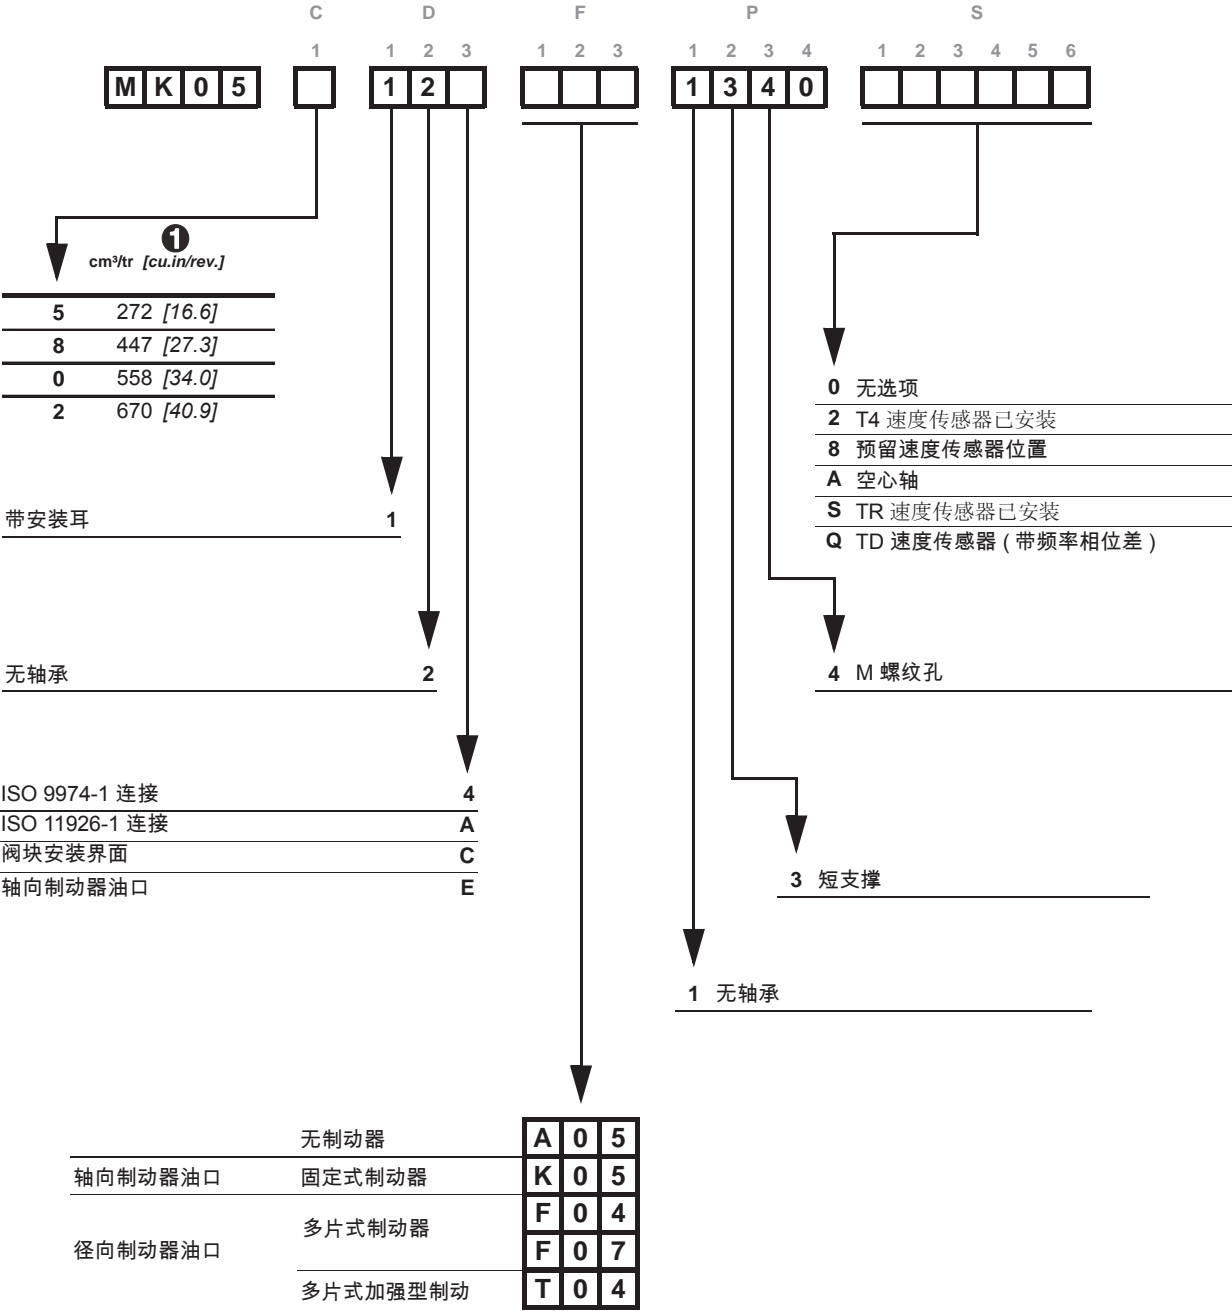 C D F P S
1 1 2 3 1 2 3 1 2 3 4 1 2 3 4 5 6
M K 0 5 1 2 1 3 4 0
❶
cm³/tr [cu.in/rev.]
5 272 [16.6]
8 447 [27.3]
0 558 [34.0]
2 670 [40.9]
0 无选项
2 T4 速度传感器已安装
8 预留速度传感器位置
A 空心轴
S TR 速度传感器已安装
Q TD 速度传感器 ( 带频率相位差 )
带安装耳 1
无轴承 2
4 M 螺纹孔
ISO 9974-1 连接 4
ISO 11926-1 连接 A
阀块安装界面 C
轴向制动器油口 E
3 短支撑
1 无轴承
无制动器 A 0 5
轴向制动器油口 固定式制动器 K 0 5
径向制动器油口 多片式制动器 F 0 4
F 0 7
多片式加强型制动 T 0 4